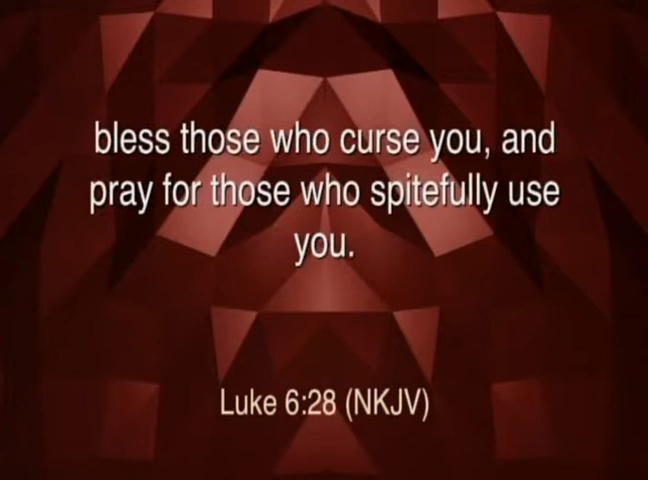 bless those who curse you, and
pray for those who spitefully use
you.
Luke 6:28 (NKJV)